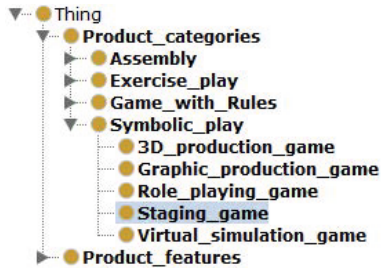 Thing
Product_categories
Assembly
Exercise_play
Game_with_Rules
Symbolic_play
3D_production_game
Graphic_production_game
Role_playing_game
Staging_game
Virtual_simulation_game
Product_features